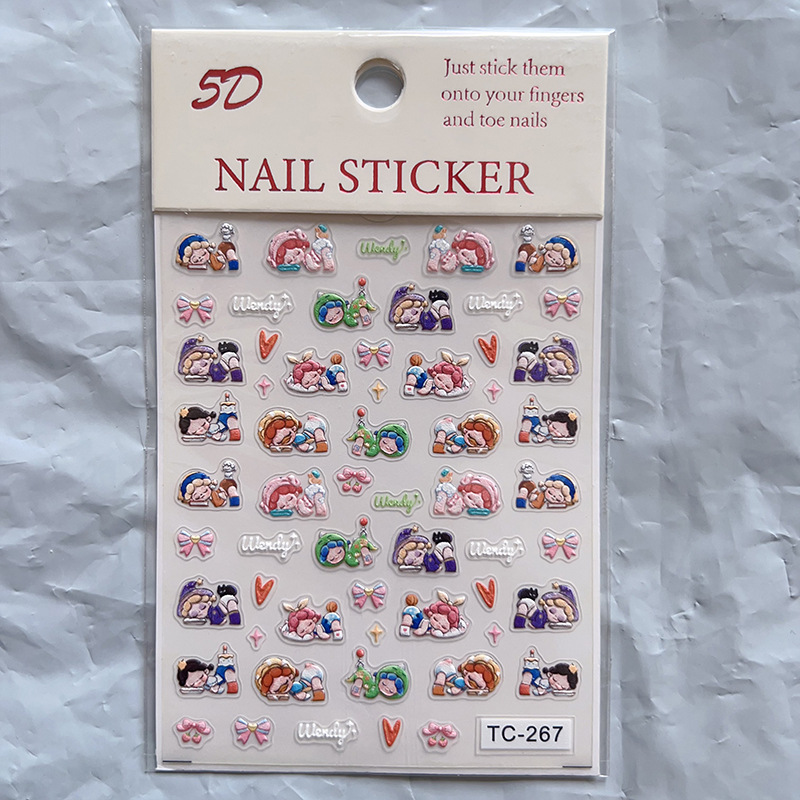 5D
Just stick them
onto your fingers
and toe nails
NAIL STICKER
Wendy
Wendy
Wendy
Wendy
Wendy
Wendy
Wendy
TC-267